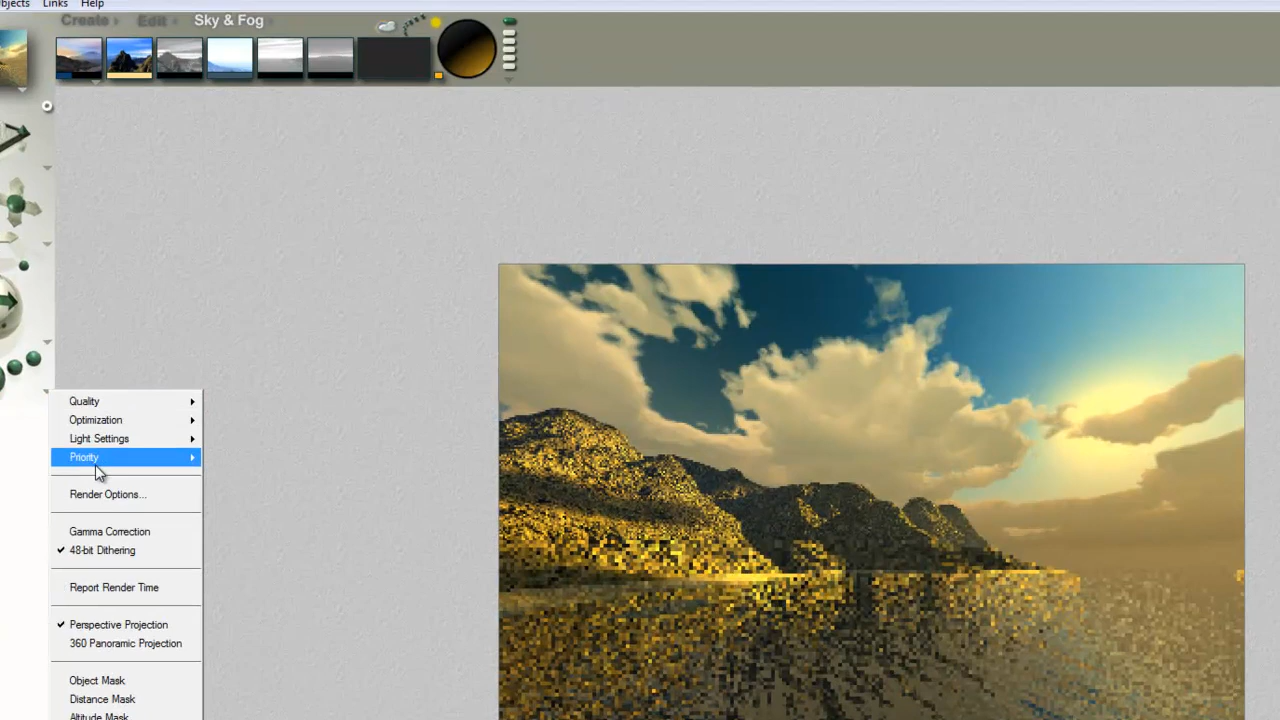 bjects Links Help
Create Edit Sky & Fog
Quality
Optimization
Light Settings
Priority
Render Options...
Gamma Correction
48-bit Dithering
Report Render Time
Perspective Projection
360 Panoramic Projection
Object Mask
Distance Mask
Altitude Mask